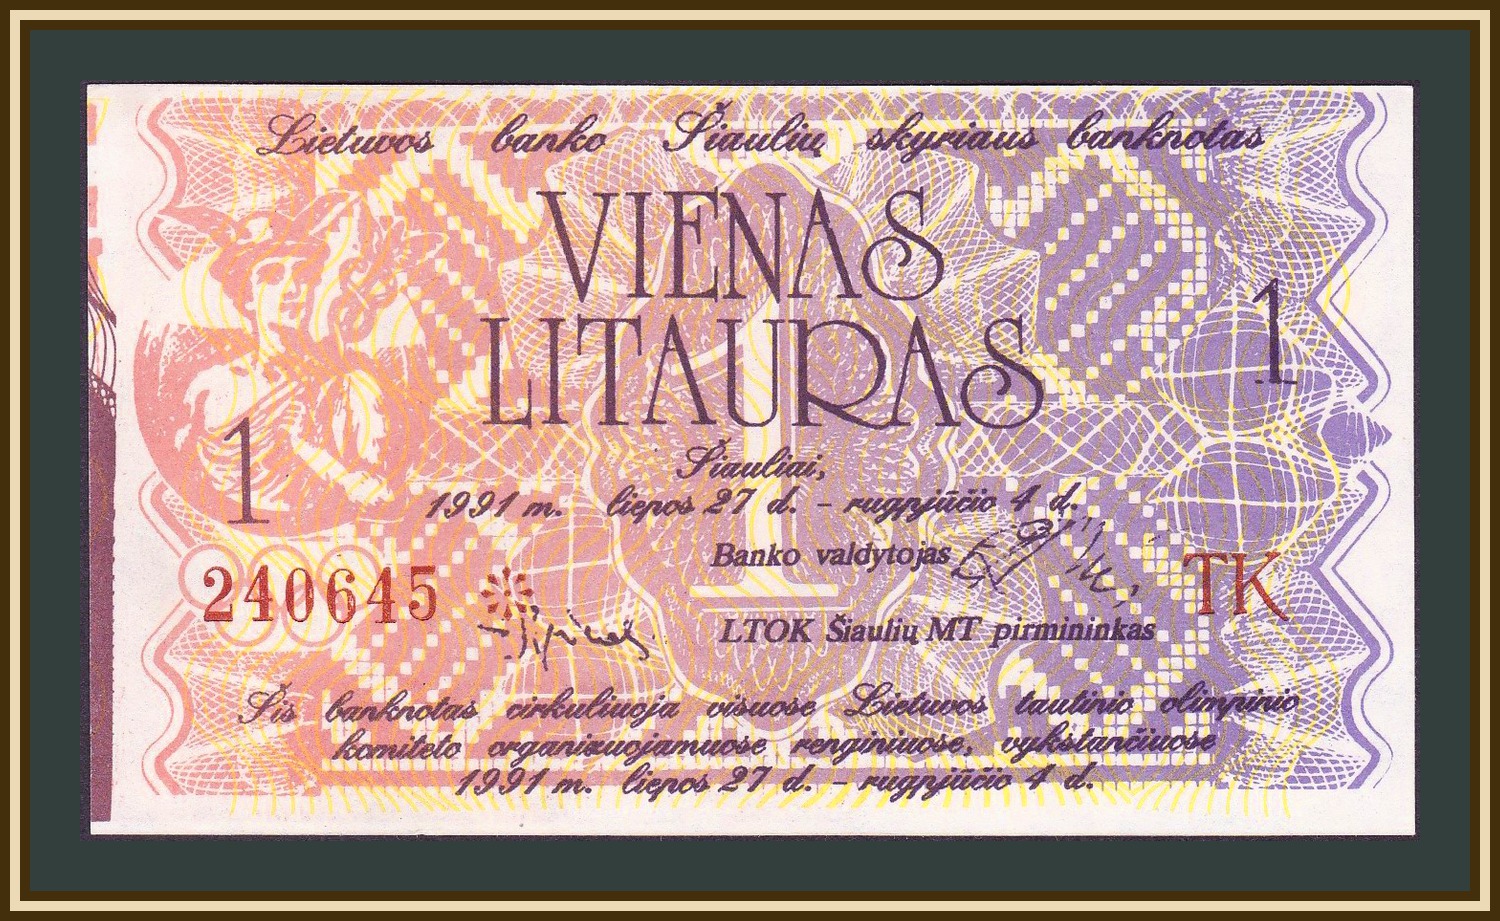 Lietuvos banko Šiaulių skyriaus banknotas
VIENAS
LITAURAS
1
1
Šiauliai,
1991 m. liepos 27 d. – rugpjūčio 4 d.
Banko valdytojas
240645
TK
LTOK Šiaulių MT pirmininkas
Šis banknotas cirkuliuoja visuose Lietuvos tautinio olimpinio
komiteto organizuojamuose renginiuose, vykstančiuose
1991 m. liepos 27 d. – rugpjūčio 4 d.